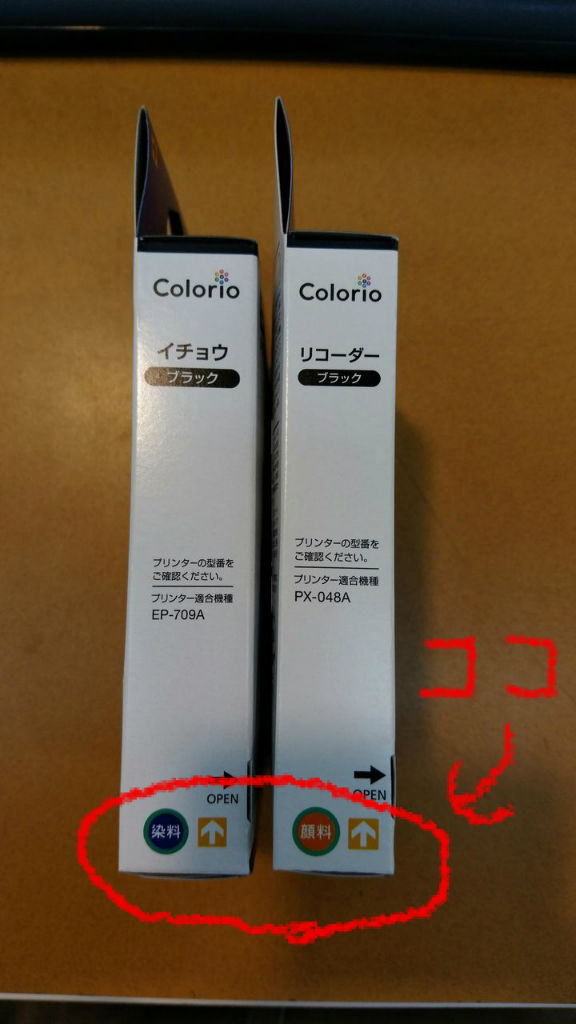 Colorio
イチョウ
ブラック
プリンターの型番を
ご確認ください。
プリンター適合機種
EP-709A
OPEN
染料
Colorio
リコーダー
ブラック
プリンターの型番を
ご確認ください。
プリンター適合機種
PX-048A
OPEN
顔料
ココ